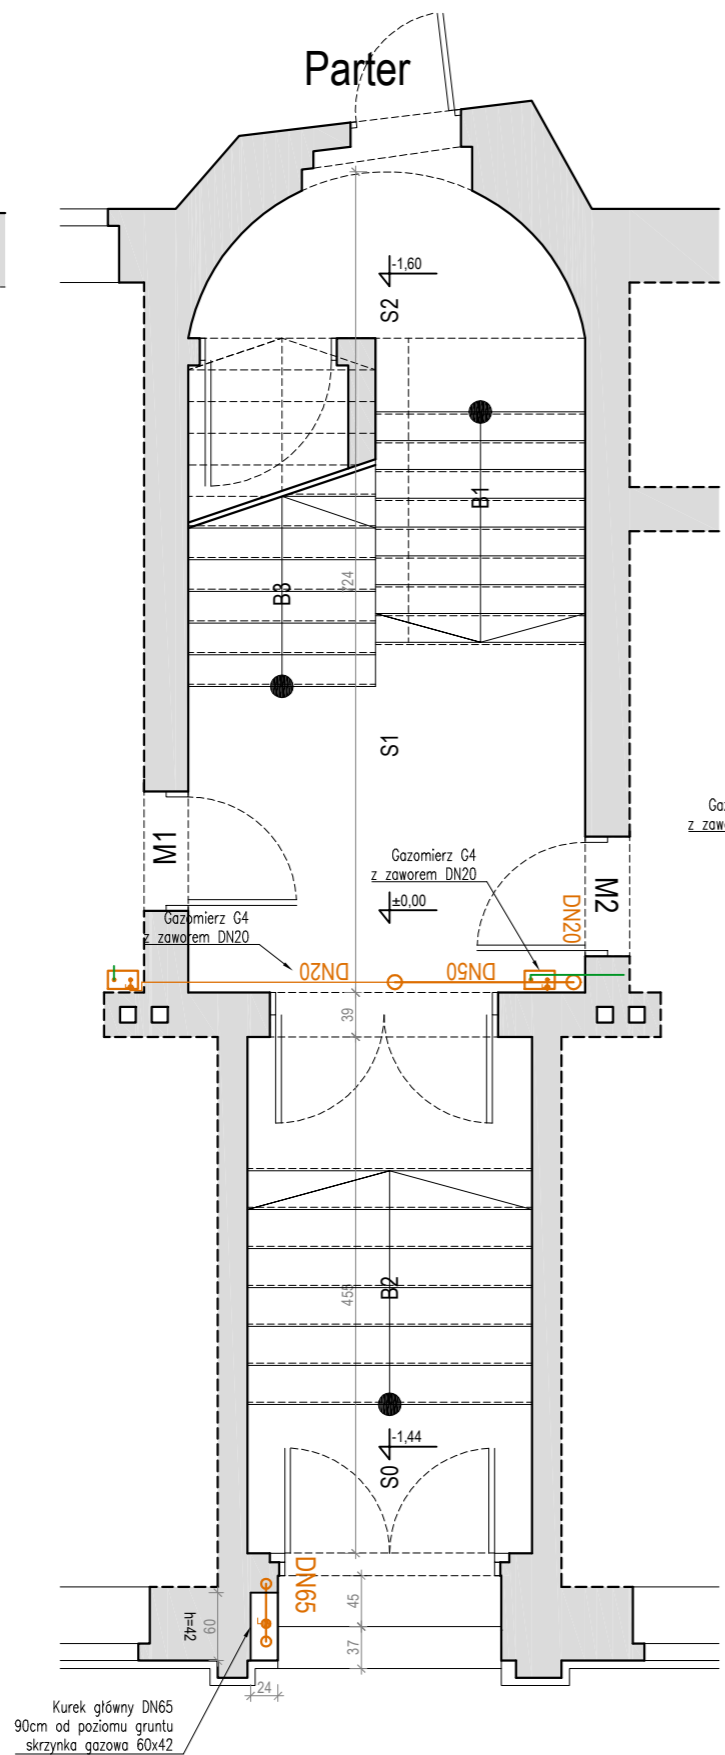 Parter
-1,60
S2
B1
B3
724
S1
Gazomierz G4
z zaworem DN20
M1
±0,00
M2
DN20
Gazomierz G4
z zaworem DN20
DN20
DN50
39
455
B2
-1,44
S0
DN65
h=42
60
45
37
24
Kurek główny DN65
90cm od poziomu gruntu
skrzynka gazowa 60x42
z zaw